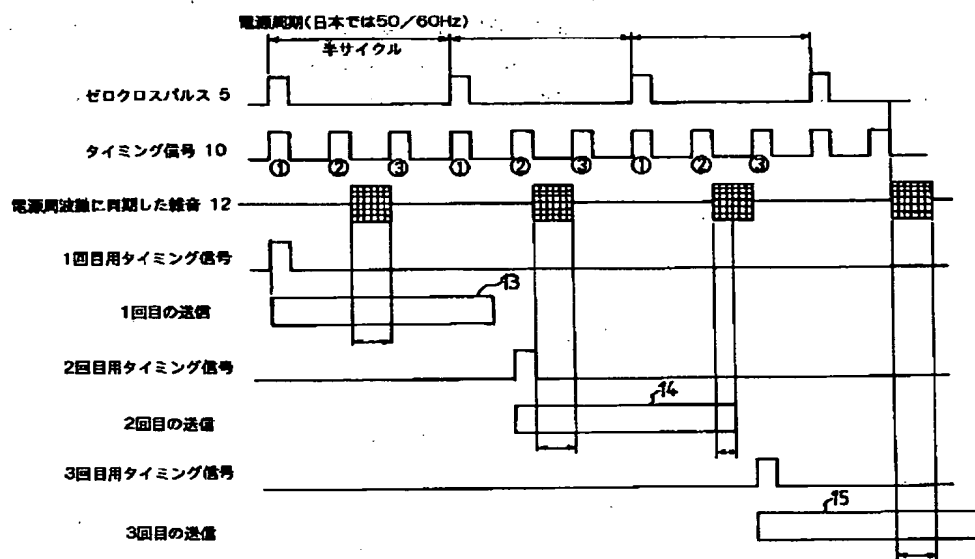 電源周期(日本では50/60Hz)
半サイクル
ゼロクロスパルス 5
タイミング信号 10
① ② ③ ① ② ③ ① ② ③
電源周波数に同期した雑音 12
1回目用タイミング信号
13
1回目の送信
2回目用タイミング信号
14
2回目の送信
3回目用タイミング信号
15
3回目の送信